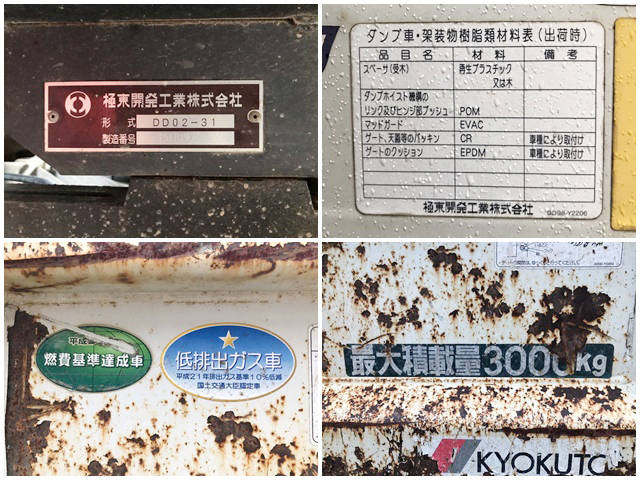 極東開発工業株式会社
形式 DD02-31
製造番号
ダンプ車・架装物樹脂類材料表(出荷時)
品目名 材料 備考
スペーサ(受木) 再生プラスチック
又は木
ダンプホイスト機構の
リンク及びヒンジ部ブッシュ POM
マッドガード EVAC
ゲート、天蓋等のパッキン CR 車種により取付け
ゲートのクッション EPDM 車種により取付け
極東開発工業株式会社 GD98-Y2206
平成
燃費基準達成車
低排出ガス車
平成21年排出ガス基準10%低減
国土交通大臣認定車
最大積載量3000Kg
KYOKUTO